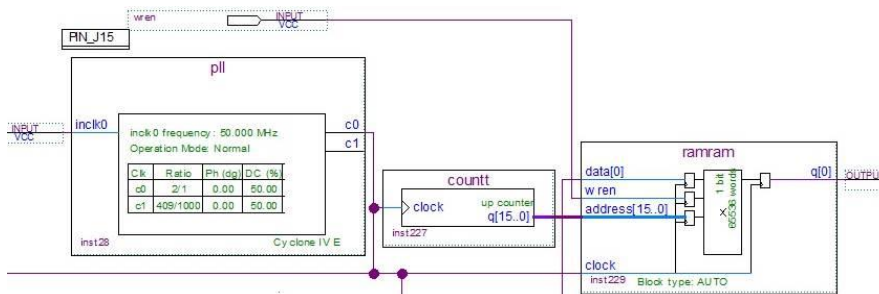 wren
INPUT
VCC
PIN_J15
pll
INPUT
VCC
inclk0
c0
c1
inclk0 frequency: 50.000 MHz
Operation Mode: Normal
Clk Ratio Ph (dg) DC (%)
c0 2/1 0.00 50.00
c1 409/1000 0.00 50.00
inst28
Cyclone IV E
countt
up counter
clock
q[15..0]
inst227
ramram
data[0]
wren
address[15..0]
1 bit
65536 words
q[0]
OUTPU
clock
inst229
Block type: AUTO